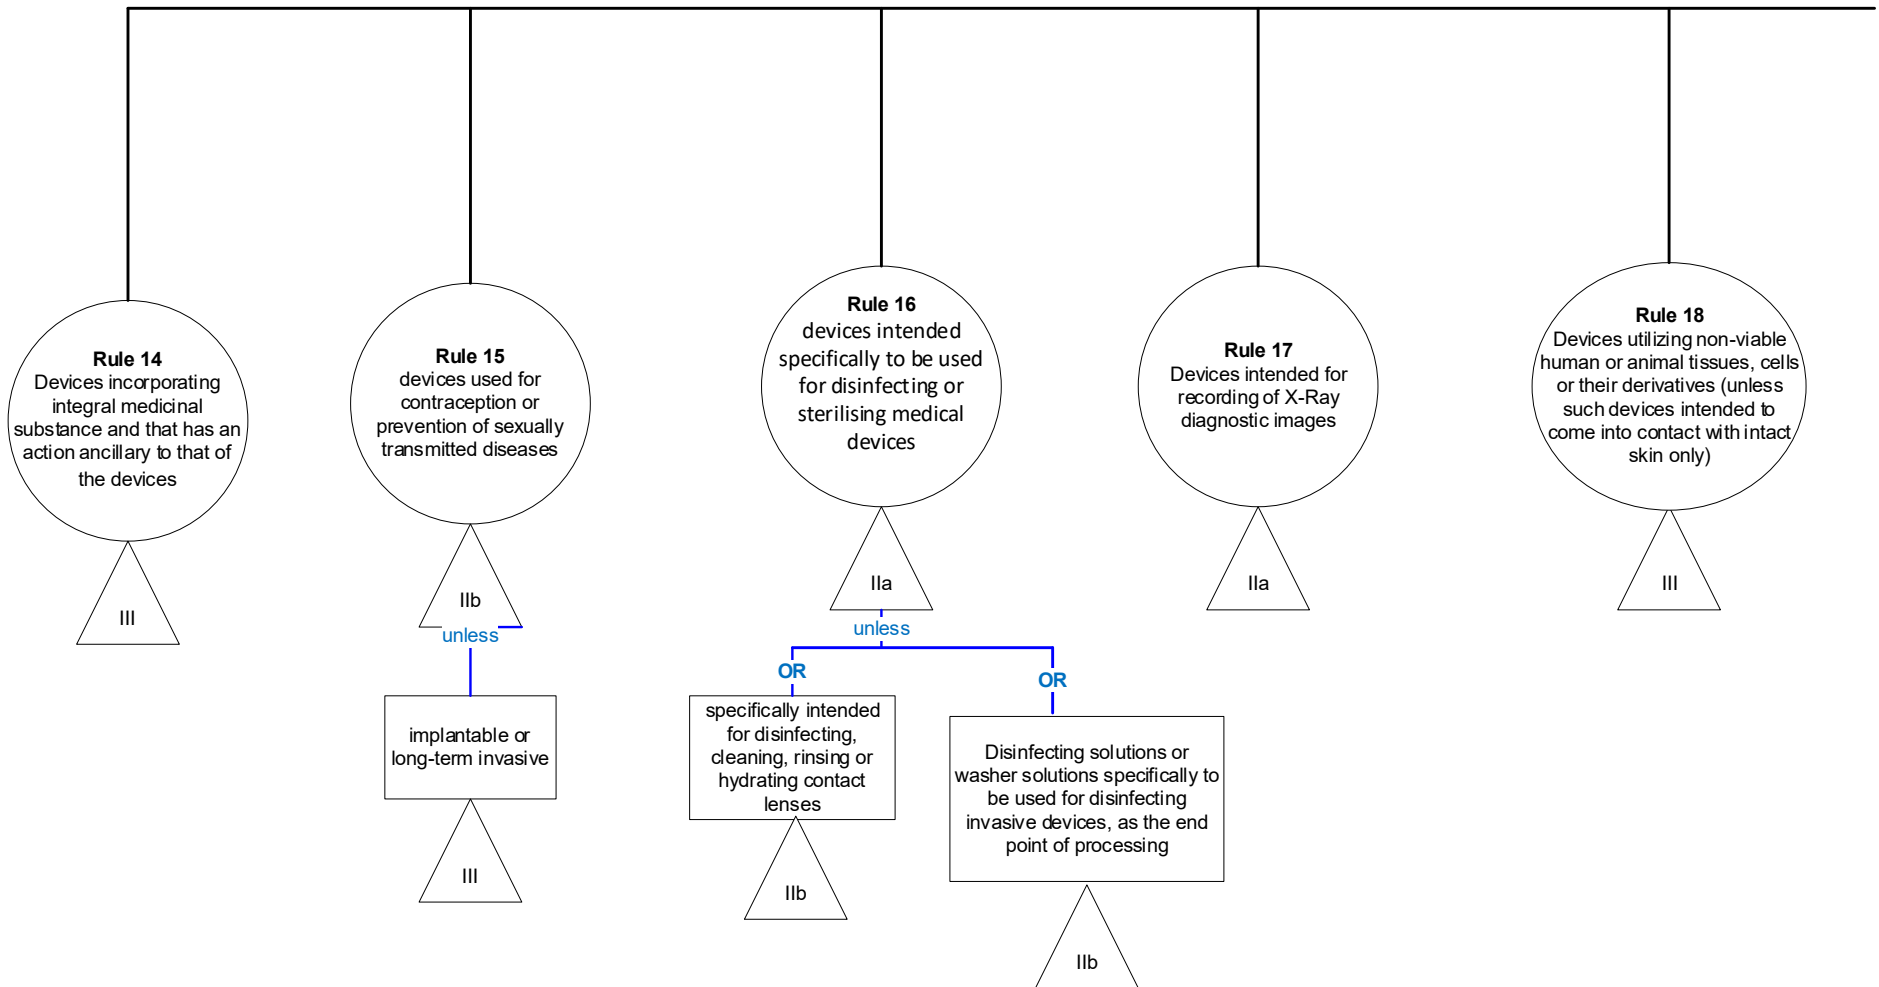 Rule 14
Devices incorporating
integral medicinal
substance and that has an
action ancillary to that of
the devices
III
Rule 15
devices used for
contraception or
prevention of sexually
transmitted diseases
IIb
unless
implantable or
long-term invasive
III
Rule 16
devices intended
specifically to be used
for disinfecting or
sterilising medical
devices
IIa
unless
OR
specifically intended
for disinfecting,
cleaning, rinsing or
hydrating contact
lenses
IIb
OR
Disinfecting solutions or
washer solutions specifically to
be used for disinfecting
invasive devices, as the end
point of processing
IIb
Rule 17
Devices intended for
recording of X-Ray
diagnostic images
IIa
Rule 18
Devices utilizing non-viable
human or animal tissues, cells
or their derivatives (unless
such devices intended to
come into contact with intact
skin only)
III